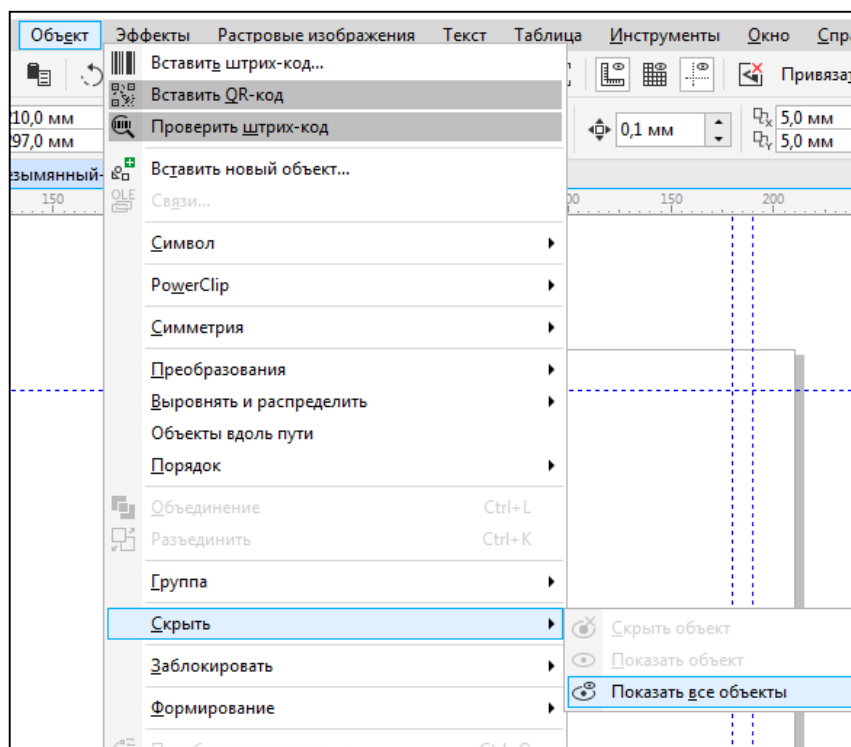 Объект Эффекты Растровые изображения Текст Таблица Инструменты Окно Спра
Привяза
10,0 мм
97,0 мм
0,1 мм
5,0 мм
5,0 мм
езымянный-
150
150
200
Вставить штрих-код...
Вставить QR-код
Проверить штрих-код
Вставить новый объект...
OLE Связи...
Символ
PowerClip
Симметрия
Преобразования
Выровнять и распределить
Объекты вдоль пути
Порядок
Объединение Ctrl+L
Разъединить Ctrl+K
Группа
Скрыть
Скрыть объект
Показать объект
Показать все объекты
Заблокировать
Формирование